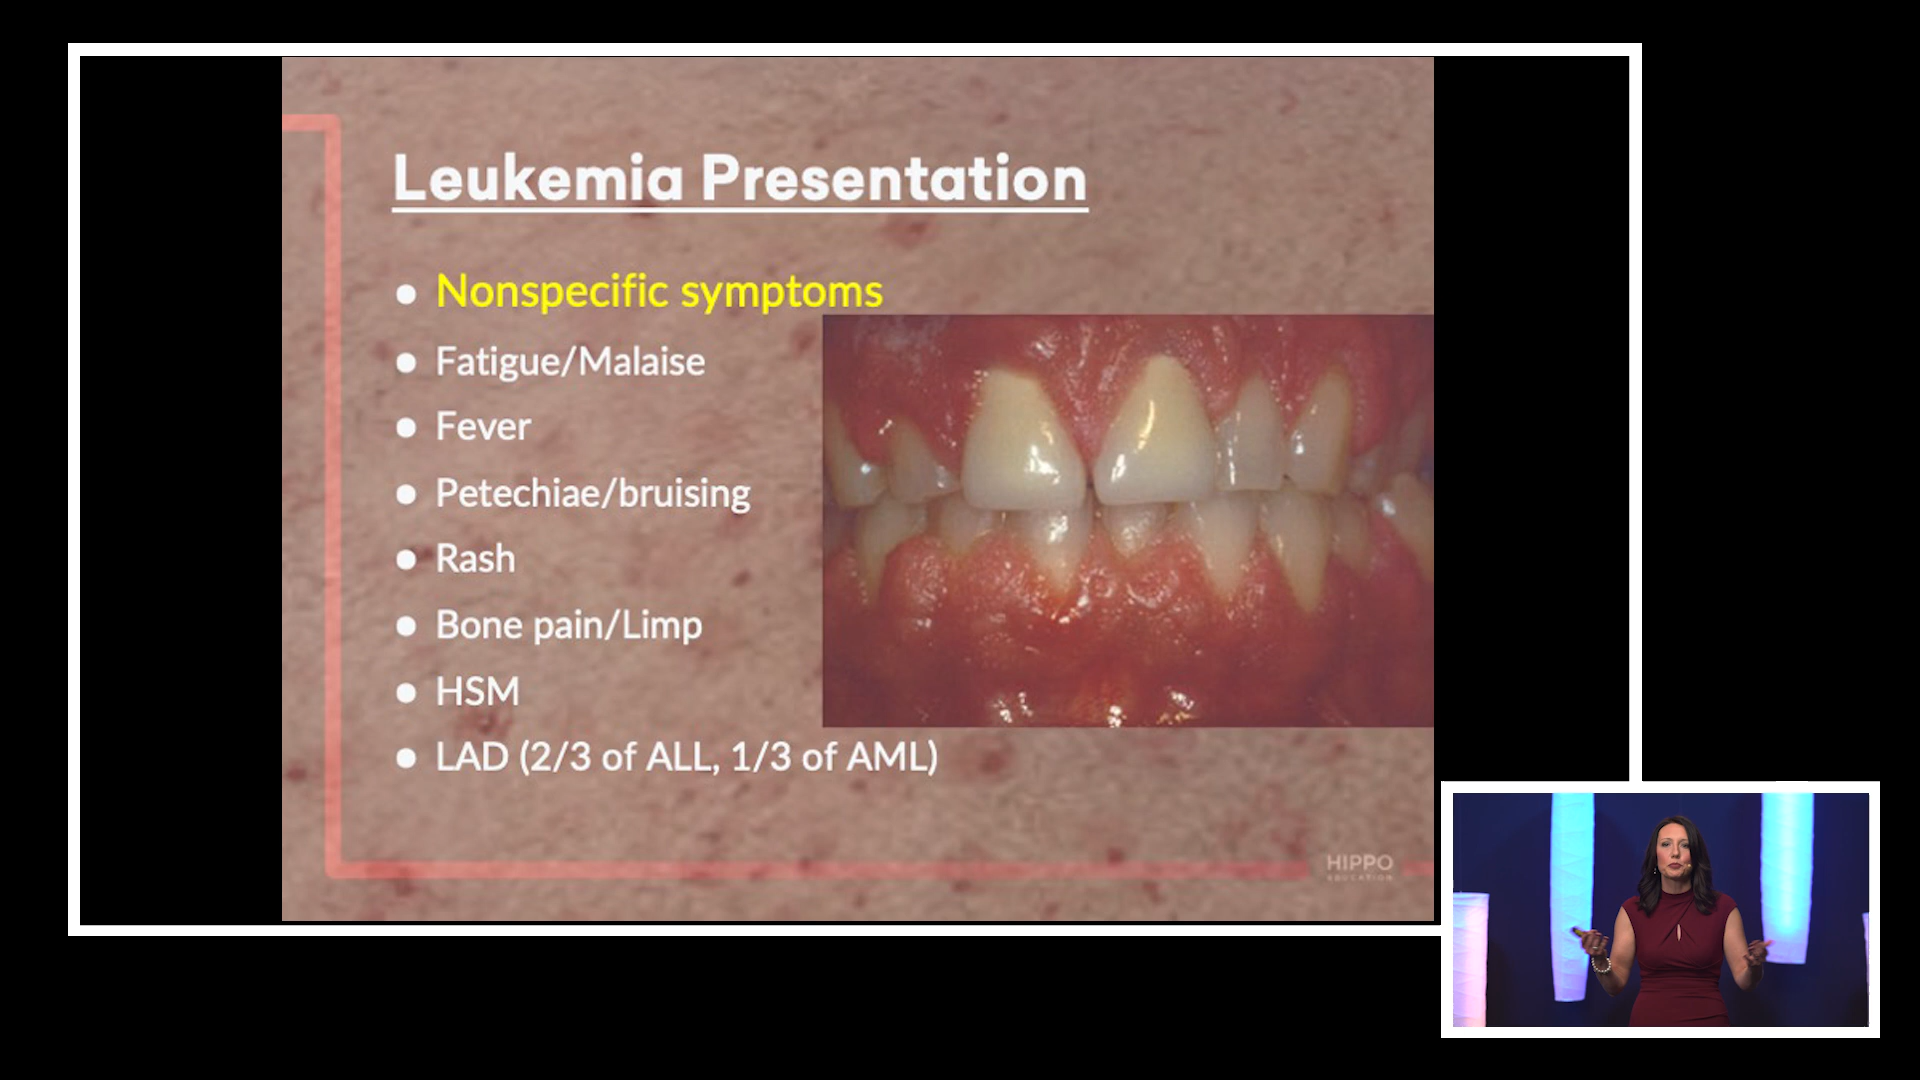 Leukemia Presentation
● Nonspecific symptoms
● Fatigue/Malaise
● Fever
● Petechiae/bruising
● Rash
● Bone pain/Limp
● HSM
● LAD (2/3 of ALL, 1/3 of AML)
HIPPO
EDUCATION